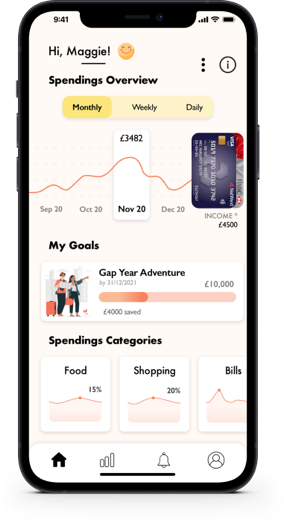 9:41
Hi, Maggie!
Spendings Overview
Monthly Weekly Daily
£3482
VISA
Sep 20 Oct 20 Nov 20 Dec 20
INCOME
£4500
My Goals
Gap Year Adventure
by 31/12/2021
£10,000
£4000 saved
Spendings Categories
Food Shopping Bills
15% 20%